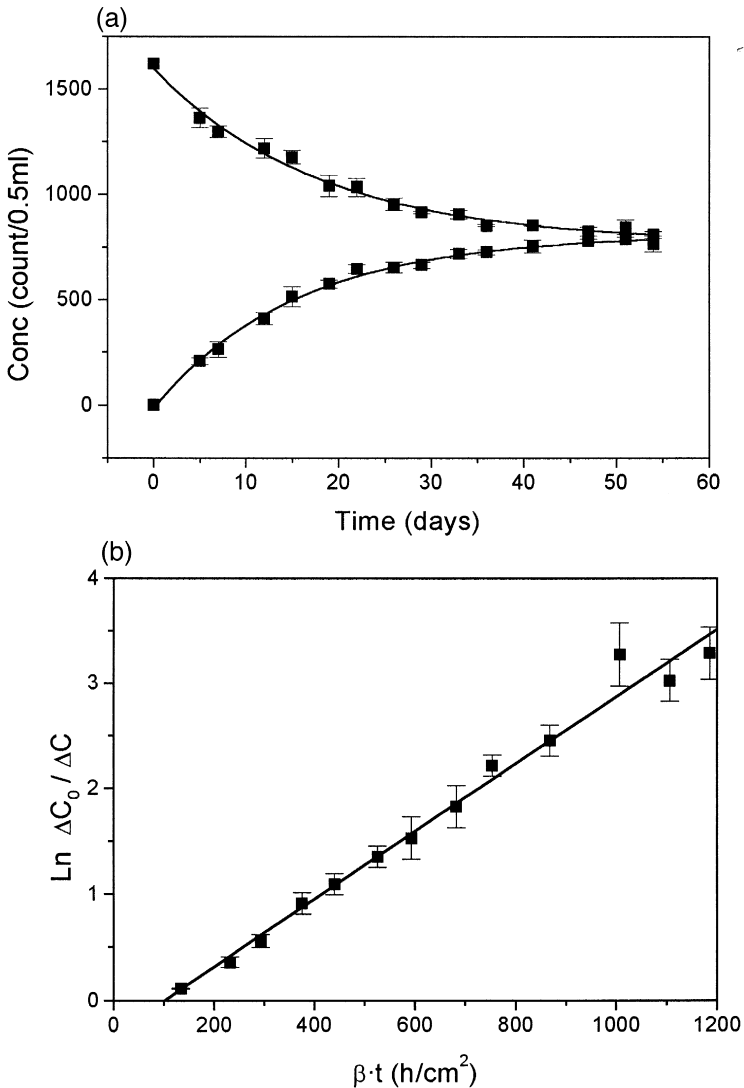 (a)
1500
1000
500
0
Conc (count/0.5ml)
0 10 20 30 40 50 60
Time (days)
(b)
4
3
2
1
0
Ln ΔC₀ / ΔC
0 200 400 600 800 1000 1200
β·t (h/cm²)